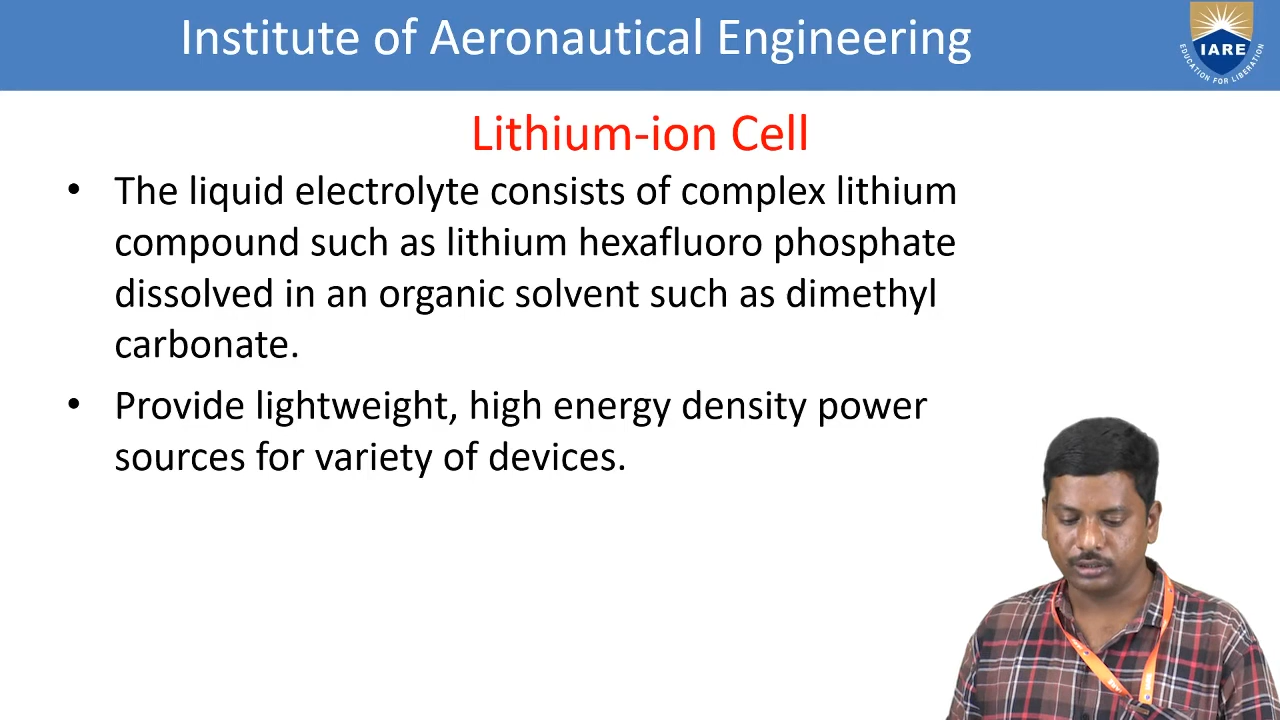 Institute of Aeronautical Engineering
IARE
EDUCATION FOR LIBERATION
Lithium-ion Cell
• The liquid electrolyte consists of complex lithium
compound such as lithium hexafluoro phosphate
dissolved in an organic solvent such as dimethyl
carbonate.
• Provide lightweight, high energy density power
sources for variety of devices.